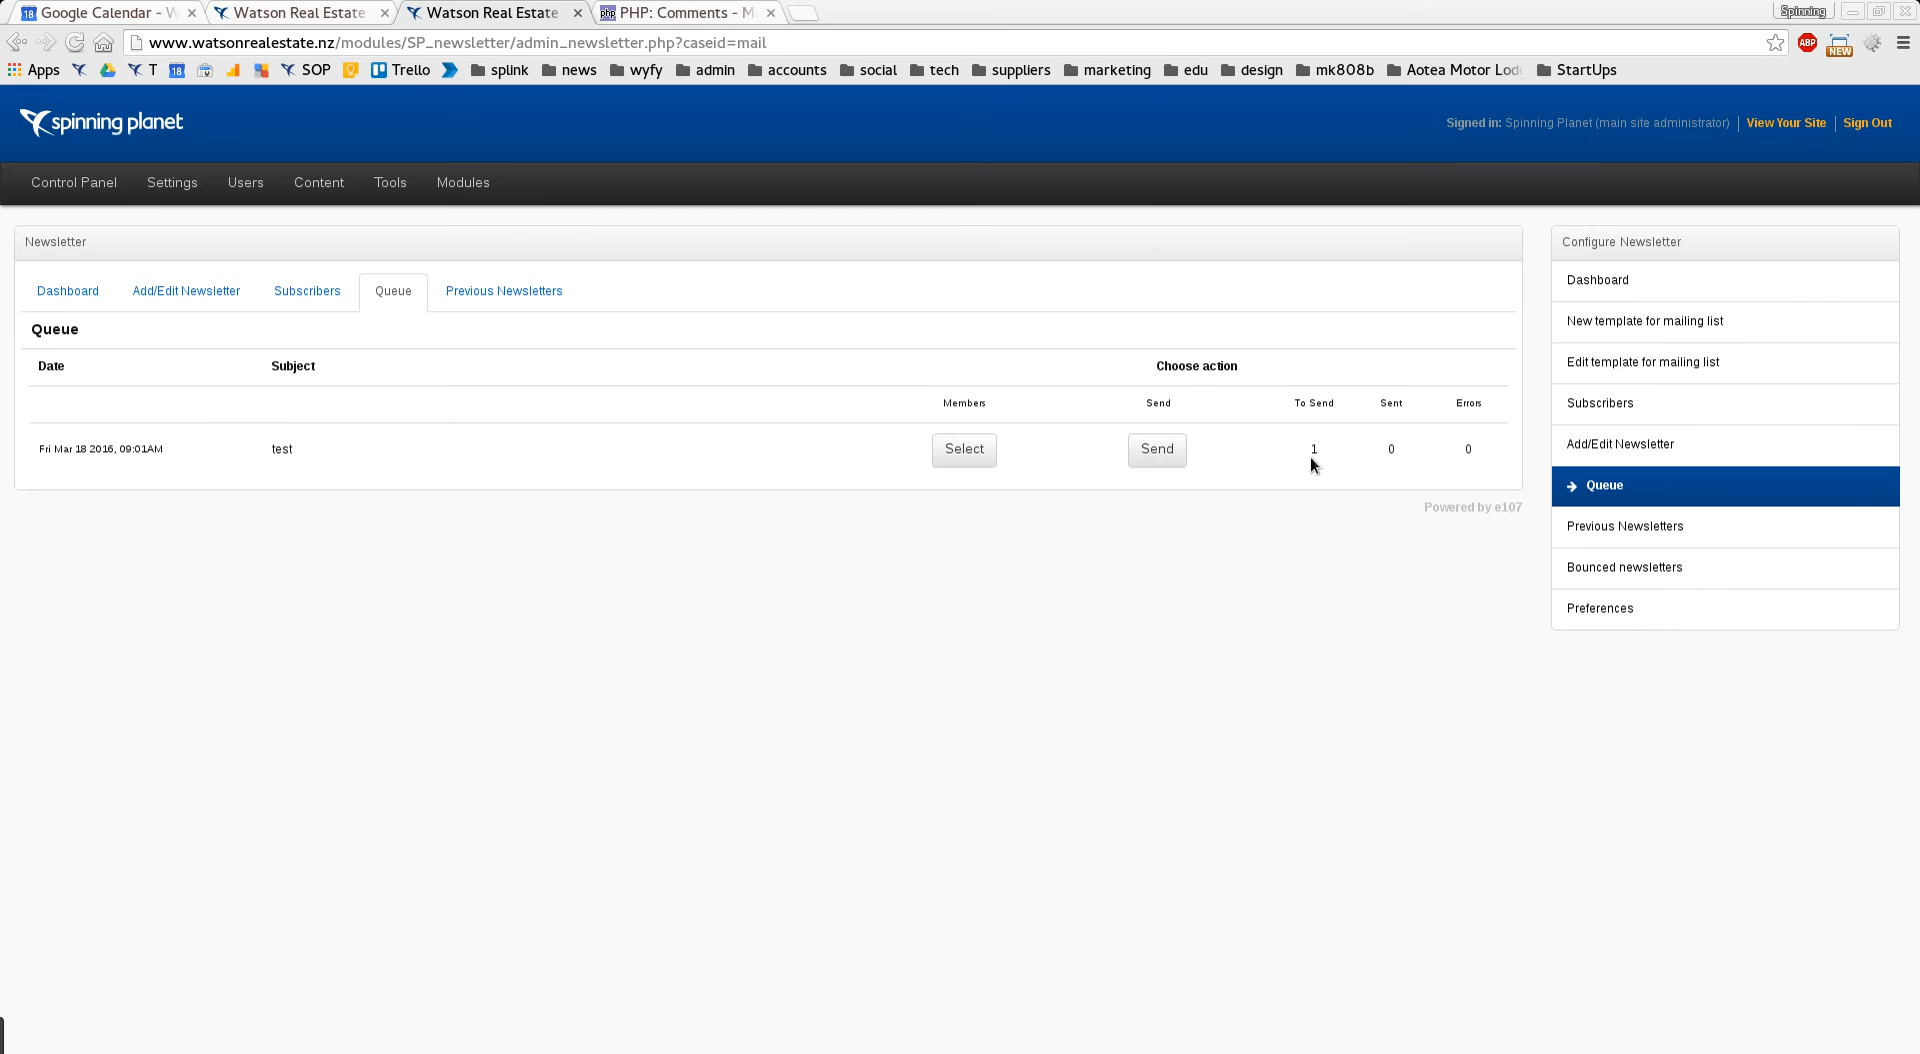 18 Google Calendar - W
Watson Real Estate
Watson Real Estate
php PHP: Comments - M
Spinning
www.watsonrealestate.nz/modules/SP_newsletter/admin_newsletter.php?caseid=mail
ABP
NEW
Apps
T
18
SOP
Trello
splink
news
wyfy
admin
accounts
social
tech
suppliers
marketing
edu
design
mk808b
Aotea Motor Lod
StartUps
spinning planet
Signed in: Spinning Planet (main site administrator) | View Your Site | Sign Out
Control Panel Settings Users Content Tools Modules
Newsletter
Dashboard Add/Edit Newsletter Subscribers Queue Previous Newsletters
Queue
Date Subject Choose action
Members Send To Send Sent Errors
Fri Mar 18 2016, 09:01AM test Select Send 1 0 0
Powered by e107
Configure Newsletter
Dashboard
New template for mailing list
Edit template for mailing list
Subscribers
Add/Edit Newsletter
Queue
Previous Newsletters
Bounced newsletters
Preferences